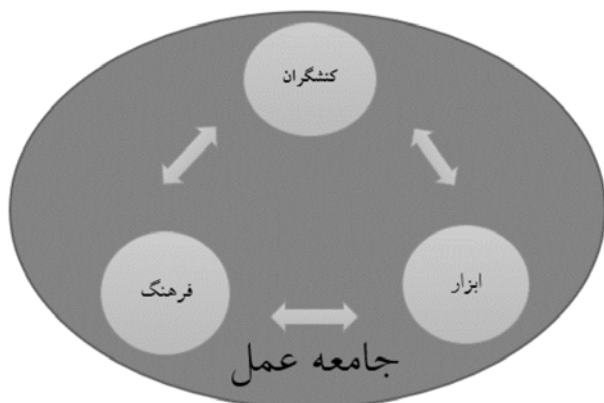 کنشگران
ابزار
فرهنگ
جامعه عمل